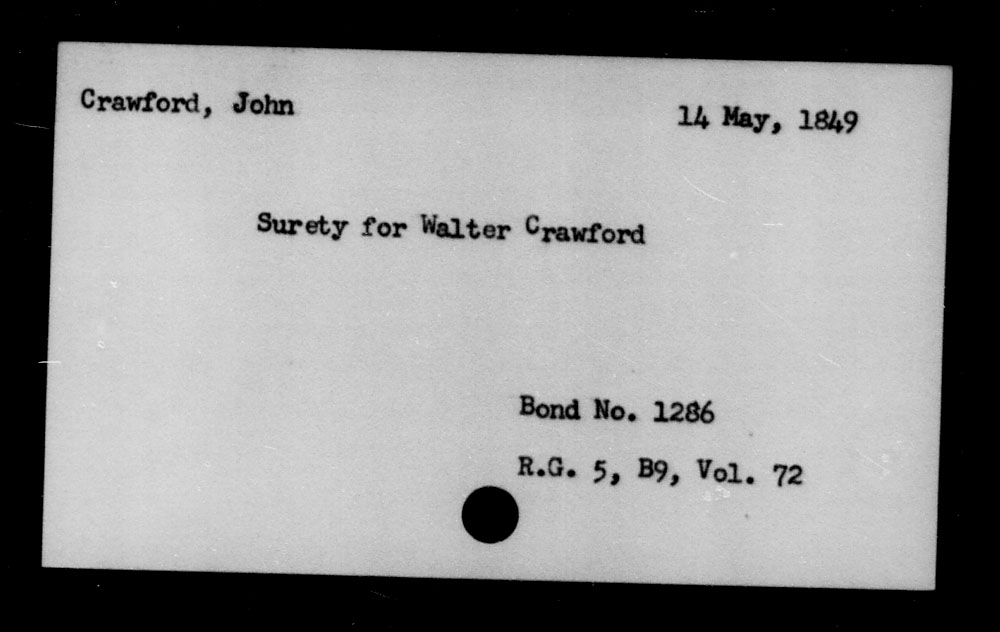 Crawford, John 14 May, 1849
Surety for Walter Crawford
Bond No. 1286
R.G. 5, B9, Vol. 72